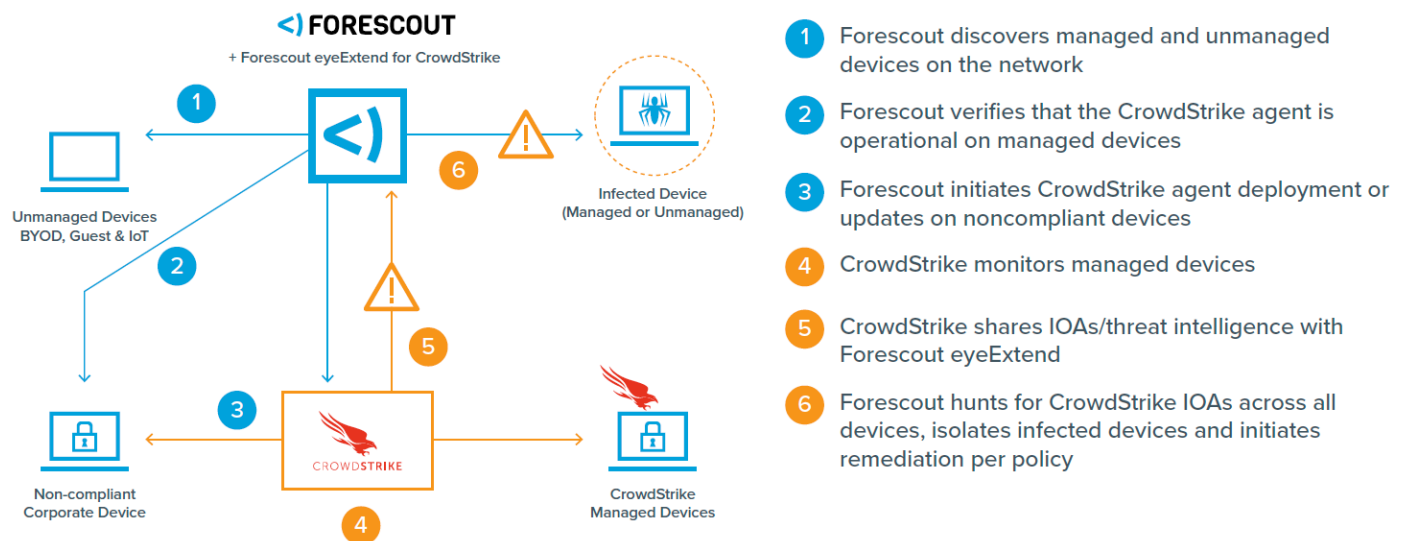 FORESCOUT
+ Forescout eyeExtend for CrowdStrike
1
6
Unmanaged Devices
BYOD, Guest & IoT
Infected Device
(Managed or Unmanaged)
2
5
3
CROWDSTRIKE
Non-compliant
Corporate Device
4
CrowdStrike
Managed Devices
1 Forescout discovers managed and unmanaged
devices on the network
2 Forescout verifies that the CrowdStrike agent is
operational on managed devices
3 Forescout initiates CrowdStrike agent deployment or
updates on noncompliant devices
4 CrowdStrike monitors managed devices
5 CrowdStrike shares IOAs/threat intelligence with
Forescout eyeExtend
6 Forescout hunts for CrowdStrike IOAs across all
devices, isolates infected devices and initiates
remediation per policy